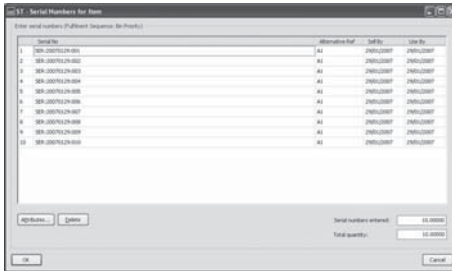 ST - Serial Numbers for Item
Enter serial numbers (Fulfilment Sequence: Bin Priority)
Serial No Alternative Ref Sell By Use By
1 SER.:20070129:001 A1 29/01/2007 29/01/2007
2 SER.:20070129:002 A1 29/01/2007 29/01/2007
3 SER.:20070129:003 A1 29/01/2007 29/01/2007
4 SER.:20070129:004 A1 29/01/2007 29/01/2007
5 SER.:20070129:005 A1 29/01/2007 29/01/2007
6 SER.:20070129:006 A1 29/01/2007 29/01/2007
7 SER.:20070129:007 A1 29/01/2007 29/01/2007
8 SER.:20070129:008 A1 29/01/2007 29/01/2007
9 SER.:20070129:009 A1 29/01/2007 29/01/2007
10 SER.:20070129:010 A1 29/01/2007 29/01/2007
Attributes... Delete Serial numbers entered: 10.00000
Total quantity: 10.00000
OK Cancel